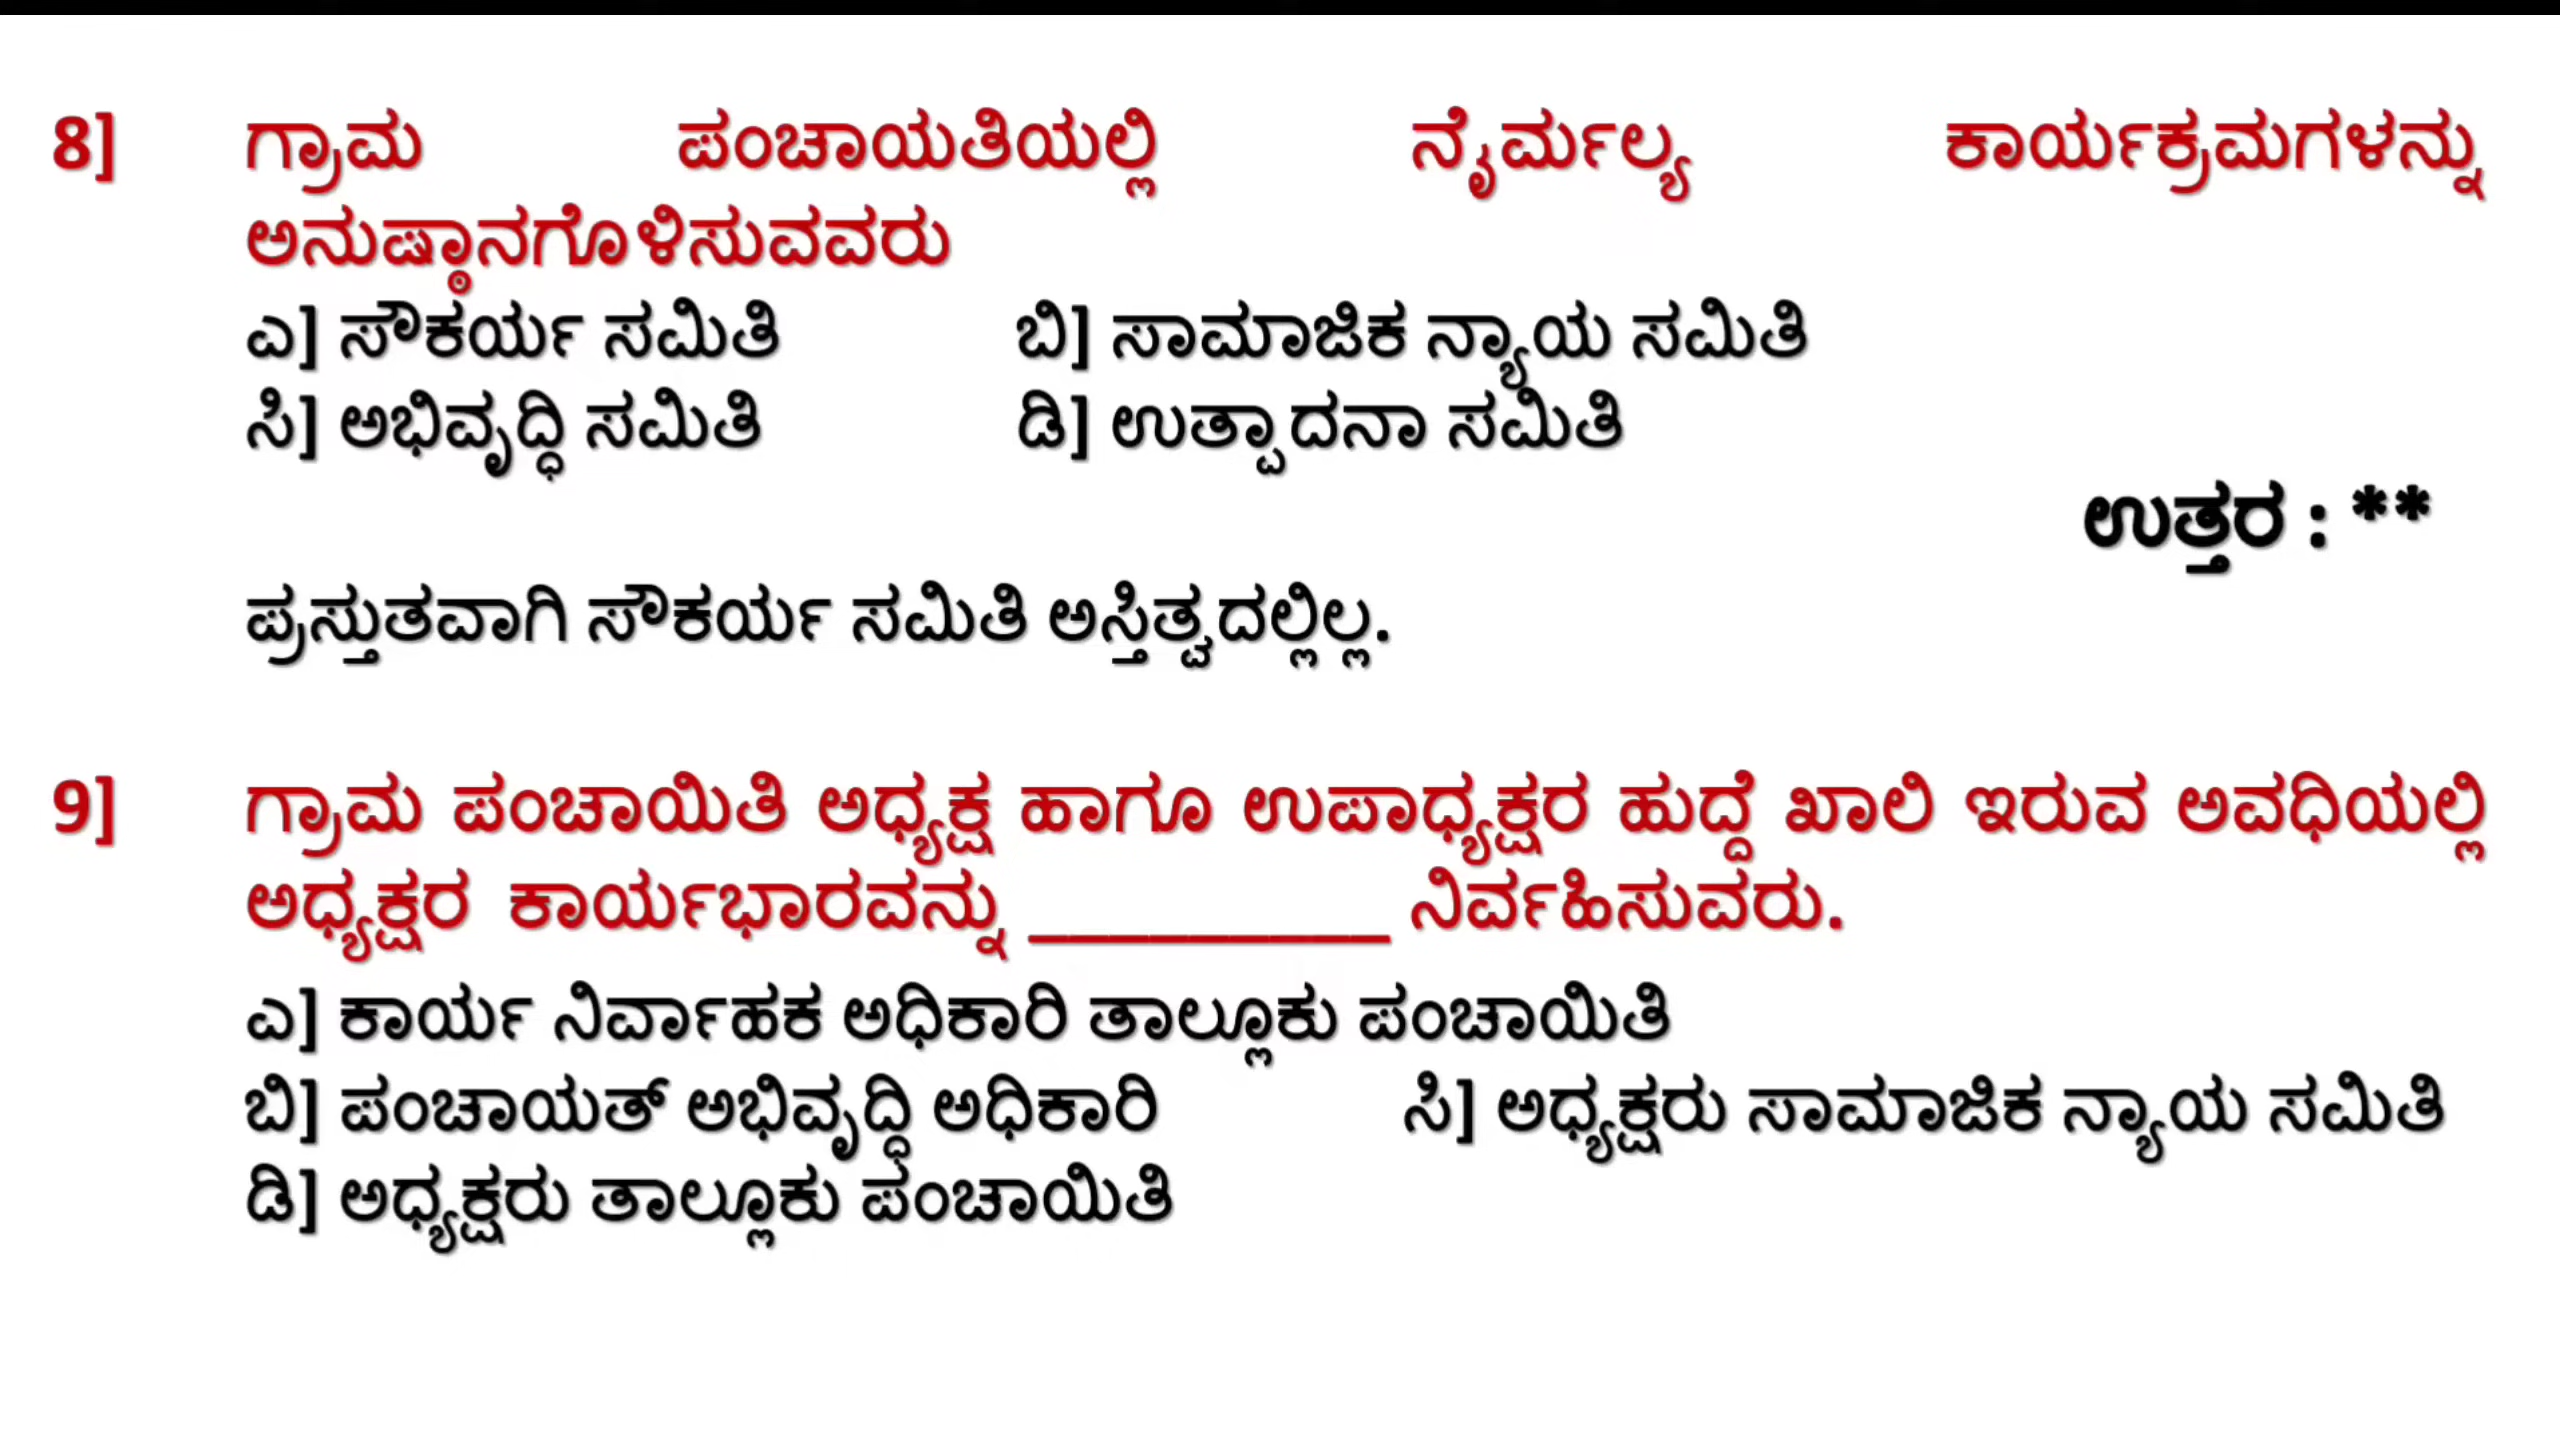 8] ಗ್ರಾಮ ಪಂಚಾಯತಿಯಲ್ಲಿ ನೈರ್ಮಲ್ಯ ಕಾರ್ಯಕ್ರಮಗಳನ್ನು
ಅನುಷ್ಠಾನಗೊಳಿಸುವವರು
ಎ] ಸೌಕರ್ಯ ಸಮಿತಿ ಬಿ] ಸಾಮಾಜಿಕ ನ್ಯಾಯ ಸಮಿತಿ
ಸಿ] ಅಭಿವೃದ್ಧಿ ಸಮಿತಿ ಡಿ] ಉತ್ಪಾದನಾ ಸಮಿತಿ
ಉತ್ತರ : **
ಪ್ರಸ್ತುತವಾಗಿ ಸೌಕರ್ಯ ಸಮಿತಿ ಅಸ್ತಿತ್ವದಲ್ಲಿಲ್ಲ.
9] ಗ್ರಾಮ ಪಂಚಾಯಿತಿ ಅಧ್ಯಕ್ಷ ಹಾಗೂ ಉಪಾಧ್ಯಕ್ಷರ ಹುದ್ದೆ ಖಾಲಿ ಇರುವ ಅವಧಿಯಲ್ಲಿ
ಅಧ್ಯಕ್ಷರ ಕಾರ್ಯಭಾರವನ್ನು _________ ನಿರ್ವಹಿಸುವರು.
ಎ] ಕಾರ್ಯ ನಿರ್ವಾಹಕ ಅಧಿಕಾರಿ ತಾಲ್ಲೂಕು ಪಂಚಾಯಿತಿ
ಬಿ] ಪಂಚಾಯತ್ ಅಭಿವೃದ್ಧಿ ಅಧಿಕಾರಿ ಸಿ] ಅಧ್ಯಕ್ಷರು ಸಾಮಾಜಿಕ ನ್ಯಾಯ ಸಮಿತಿ
ಡಿ] ಅಧ್ಯಕ್ಷರು ತಾಲ್ಲೂಕು ಪಂಚಾಯಿತಿ